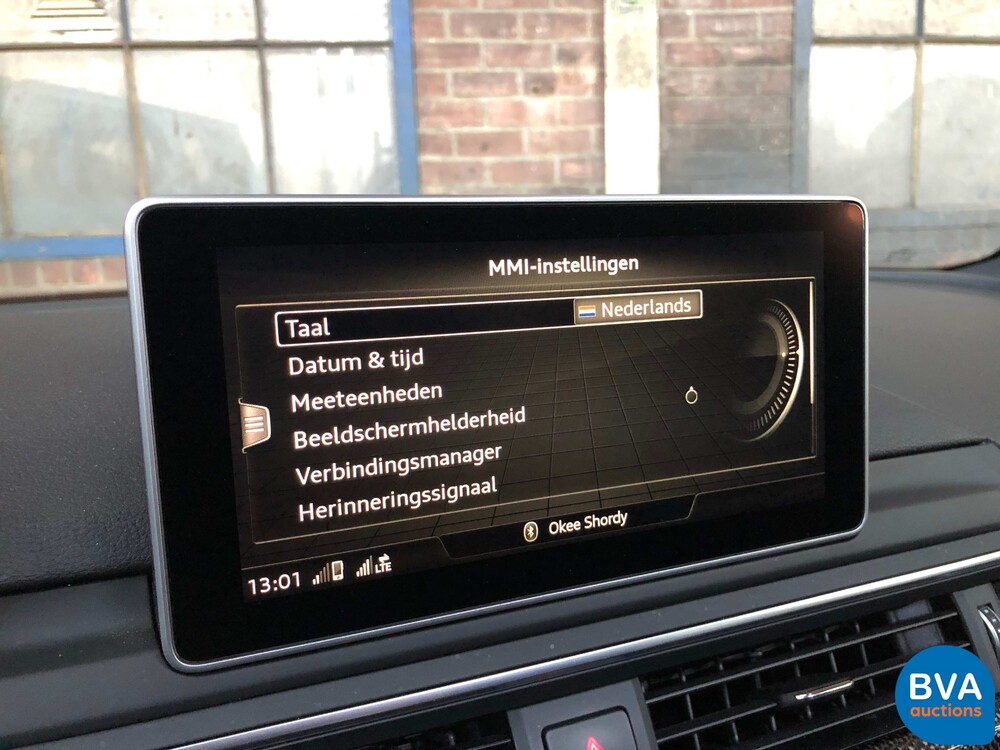 MMI-instellingen
Taal Nederlands
Datum & tijd
Meeteenheden
Beeldschermhelderheid
Verbindingsmanager
Herinneringssignaal
Okee Shordy
13:01 LTE
BVA
auctions